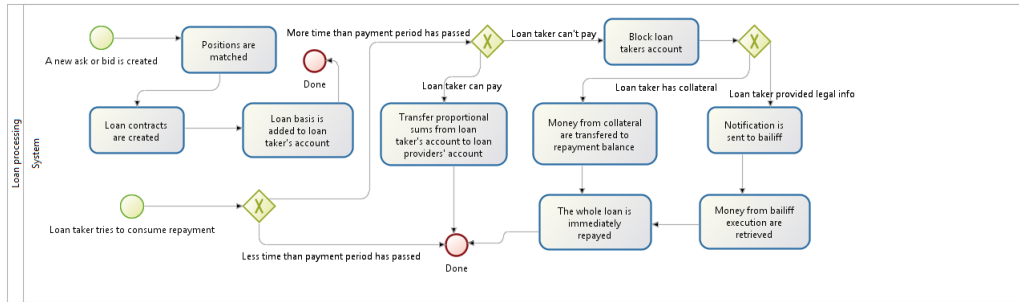 Loan processing
System
A new ask or bid is created
Positions are
matched
Loan contracts
are created
Loan basis is
added to loan
taker's account
Done
More time than payment period has passed
Loan taker can't pay
Block loan
takers account
Loan taker can pay
Loan taker has collateral
Loan taker provided legal info
Transfer proportional
sums from loan
taker's account to loan
providers' account
Money from collateral
are transfered to
repayment balance
Notification is
sent to bailiff
Loan taker tries to consume repayment
Less time than payment period has passed
Done
The whole loan is
immediately
repayed
Money from bailiff
execution are
retrieved